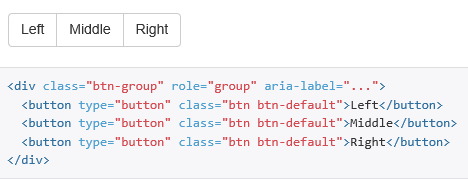 Left Middle Right
<div class="btn-group" role="group" aria-label="...">
  <button type="button" class="btn btn-default">Left</button>
  <button type="button" class="btn btn-default">Middle</button>
  <button type="button" class="btn btn-default">Right</button>
</div>